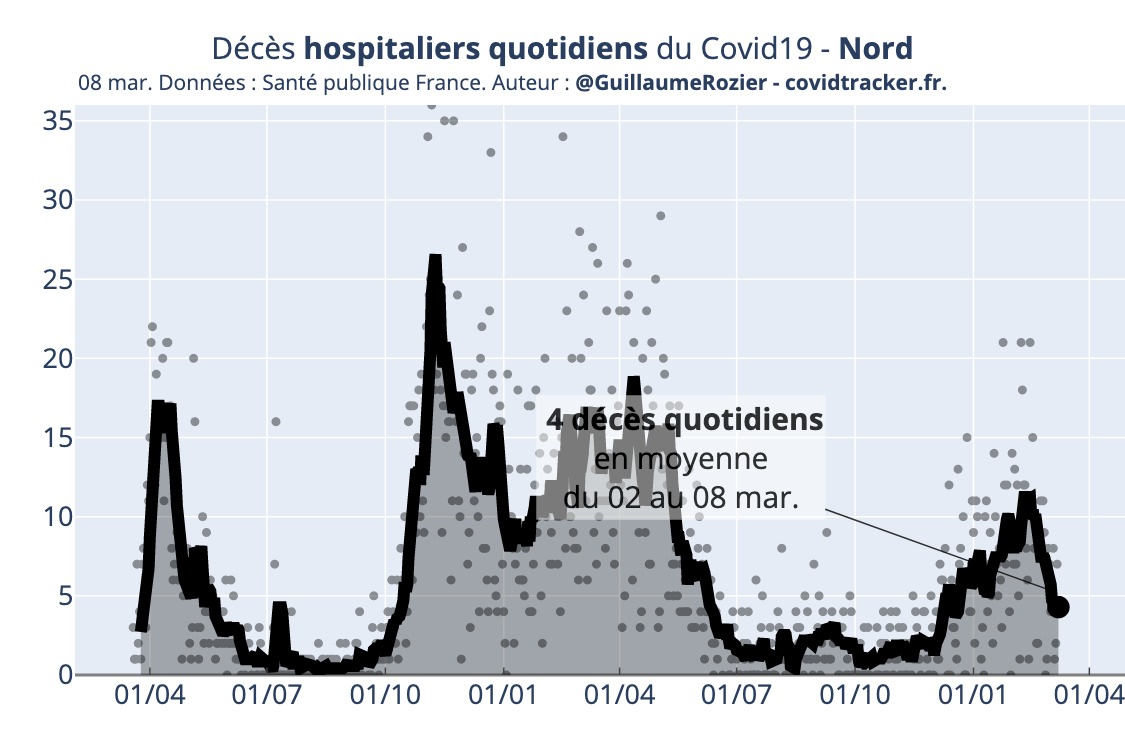 Décès hospitaliers quotidiens du Covid19 - Nord
08 mar. Données : Santé publique France. Auteur : @GuillaumeRozier - covidtracker.fr.
35
30
25
20
15
10
5
0
4 décès quotidiens
en moyenne
du 02 au 08 mar.
01/04 01/07 01/10 01/01 01/04 01/07 01/10 01/01 01/04